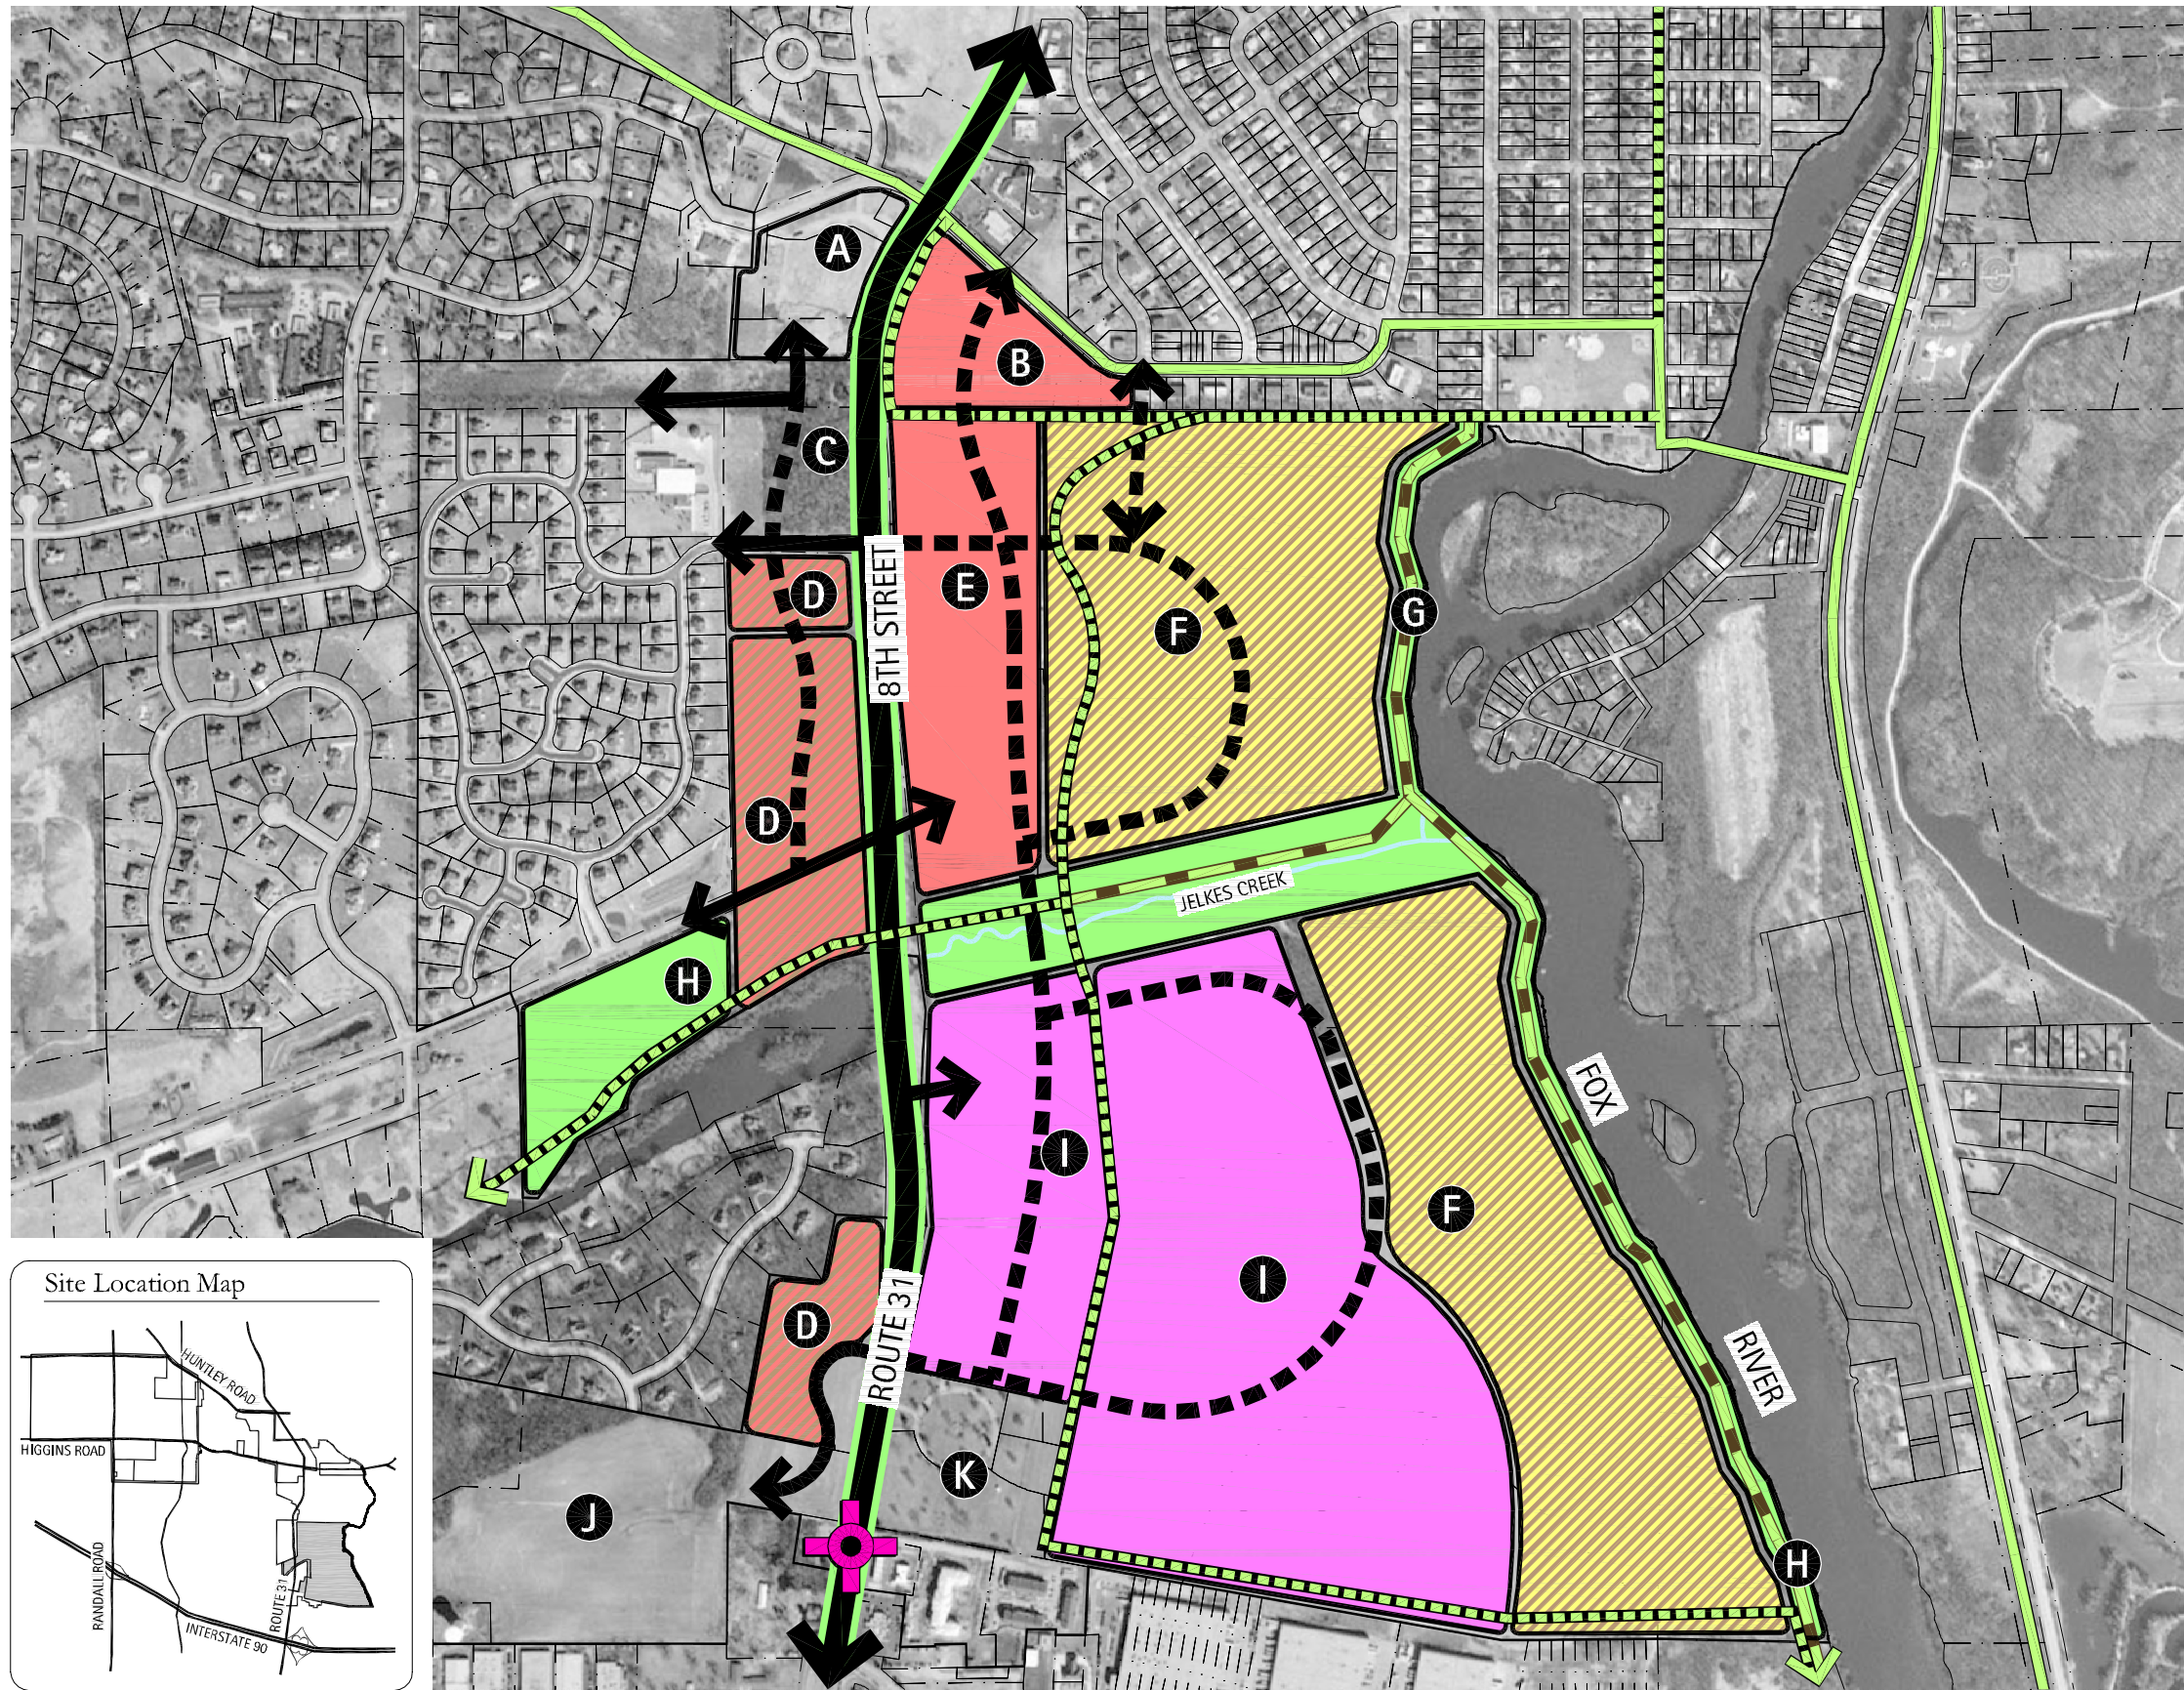 A
B
C
D
8TH STREET
E
F
G
D
JELKES CREEK
H
FOX
I
F
I
D
ROUTE 31
RIVER
K
J
H
Site Location Map
HUNTLEY ROAD
HIGGINS ROAD
RANDALL ROAD
ROUTE 31
INTERSTATE 90